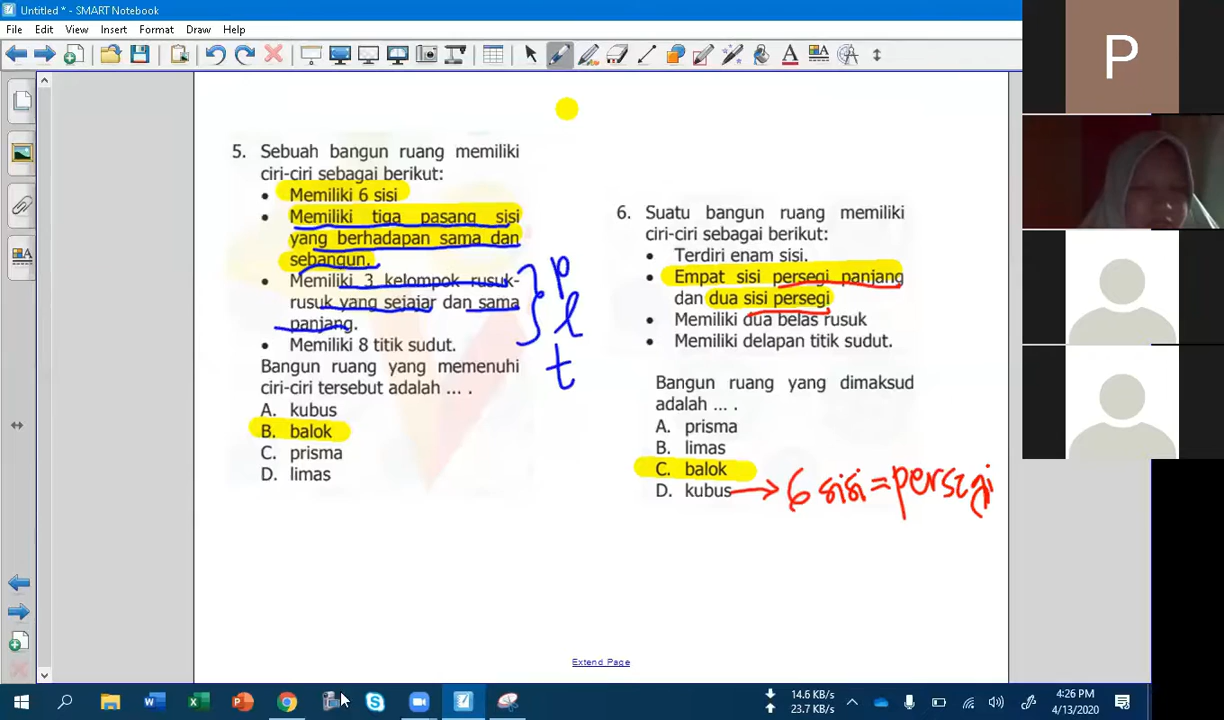 Untitled * - SMART Notebook
File Edit View Insert Format Draw Help
P
5. Sebuah bangun ruang memiliki
ciri-ciri sebagai berikut:
• Memiliki 6 sisi
• Memiliki tiga pasang sisi
yang berhadapan sama dan
sebangun.
• Memiliki 3 kelompok rusuk-
rusuk yang sejajar dan sama
panjang.
• Memiliki 8 titik sudut.
Bangun ruang yang memenuhi
ciri-ciri tersebut adalah ... .
A. kubus
B. balok
C. prisma
D. limas
p
l
t
6. Suatu bangun ruang memiliki
ciri-ciri sebagai berikut:
• Terdiri enam sisi.
• Empat sisi persegi panjang
dan dua sisi persegi
• Memiliki dua belas rusuk
• Memiliki delapan titik sudut.
Bangun ruang yang dimaksud
adalah ... .
A. prisma
B. limas
C. balok
D. kubus → 6 sisi = persegi
Extend Page
14.6 KB/s
23.7 KB/s
4:26 PM
4/13/2020